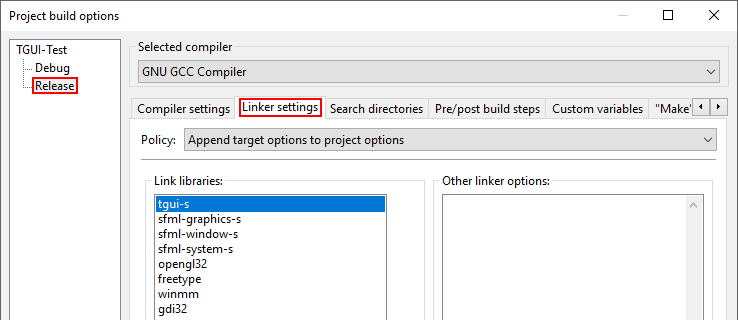 Project build options
TGUI-Test
Debug
Release
Selected compiler
GNU GCC Compiler
Compiler settings Linker settings Search directories Pre/post build steps Custom variables "Make"
Policy: Append target options to project options
Link libraries:
tgui-s
sfml-graphics-s
sfml-window-s
sfml-system-s
opengl32
freetype
winmm
gdi32
Other linker options: